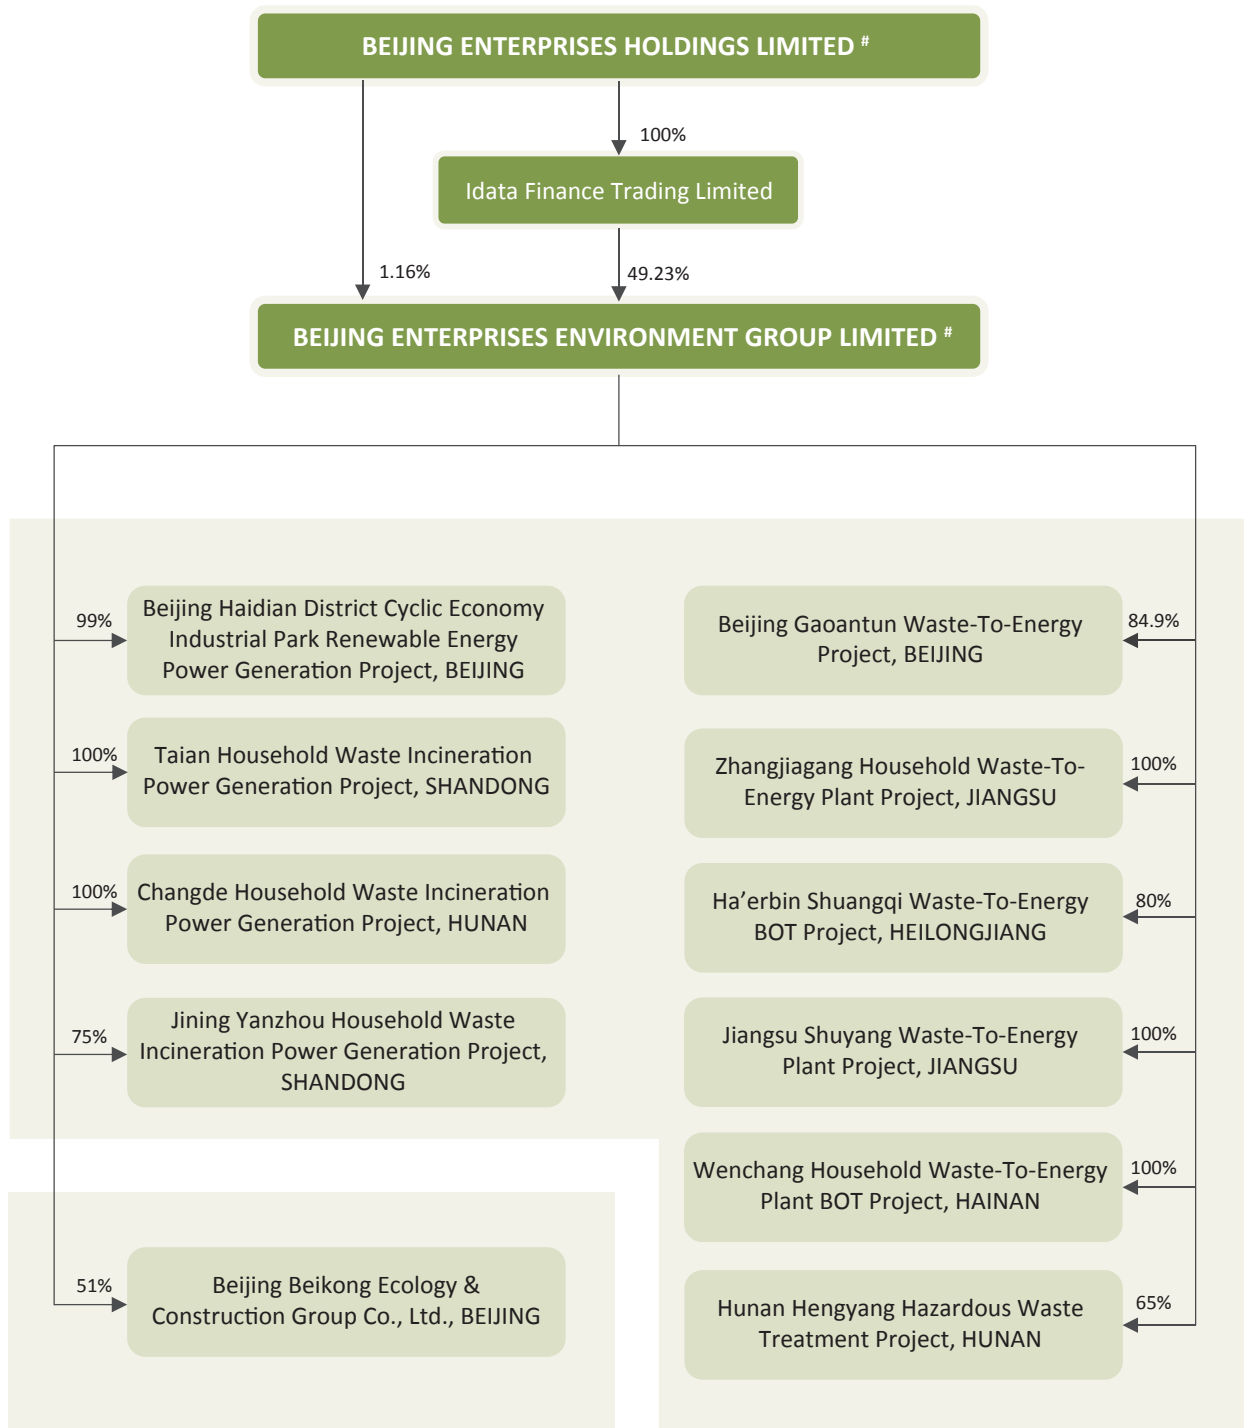 BEIJING ENTERPRISES HOLDINGS LIMITED #
100%
Idata Finance Trading Limited
1.16%
49.23%
BEIJING ENTERPRISES ENVIRONMENT GROUP LIMITED #
99%
Beijing Haidian District Cyclic Economy
Industrial Park Renewable Energy
Power Generation Project, BEIJING
100%
Taian Household Waste Incineration
Power Generation Project, SHANDONG
100%
Changde Household Waste Incineration
Power Generation Project, HUNAN
75%
Jining Yanzhou Household Waste
Incineration Power Generation Project,
SHANDONG
51%
Beijing Beikong Ecology &
Construction Group Co., Ltd., BEIJING
Beijing Gaoantun Waste-To-Energy
Project, BEIJING
84.9%
Zhangjiagang Household Waste-To-
Energy Plant Project, JIANGSU
100%
Ha’erbin Shuangqi Waste-To-Energy
BOT Project, HEILONGJIANG
80%
Jiangsu Shuyang Waste-To-Energy
Plant Project, JIANGSU
100%
Wenchang Household Waste-To-Energy
Plant BOT Project, HAINAN
100%
Hunan Hengyang Hazardous Waste
Treatment Project, HUNAN
65%